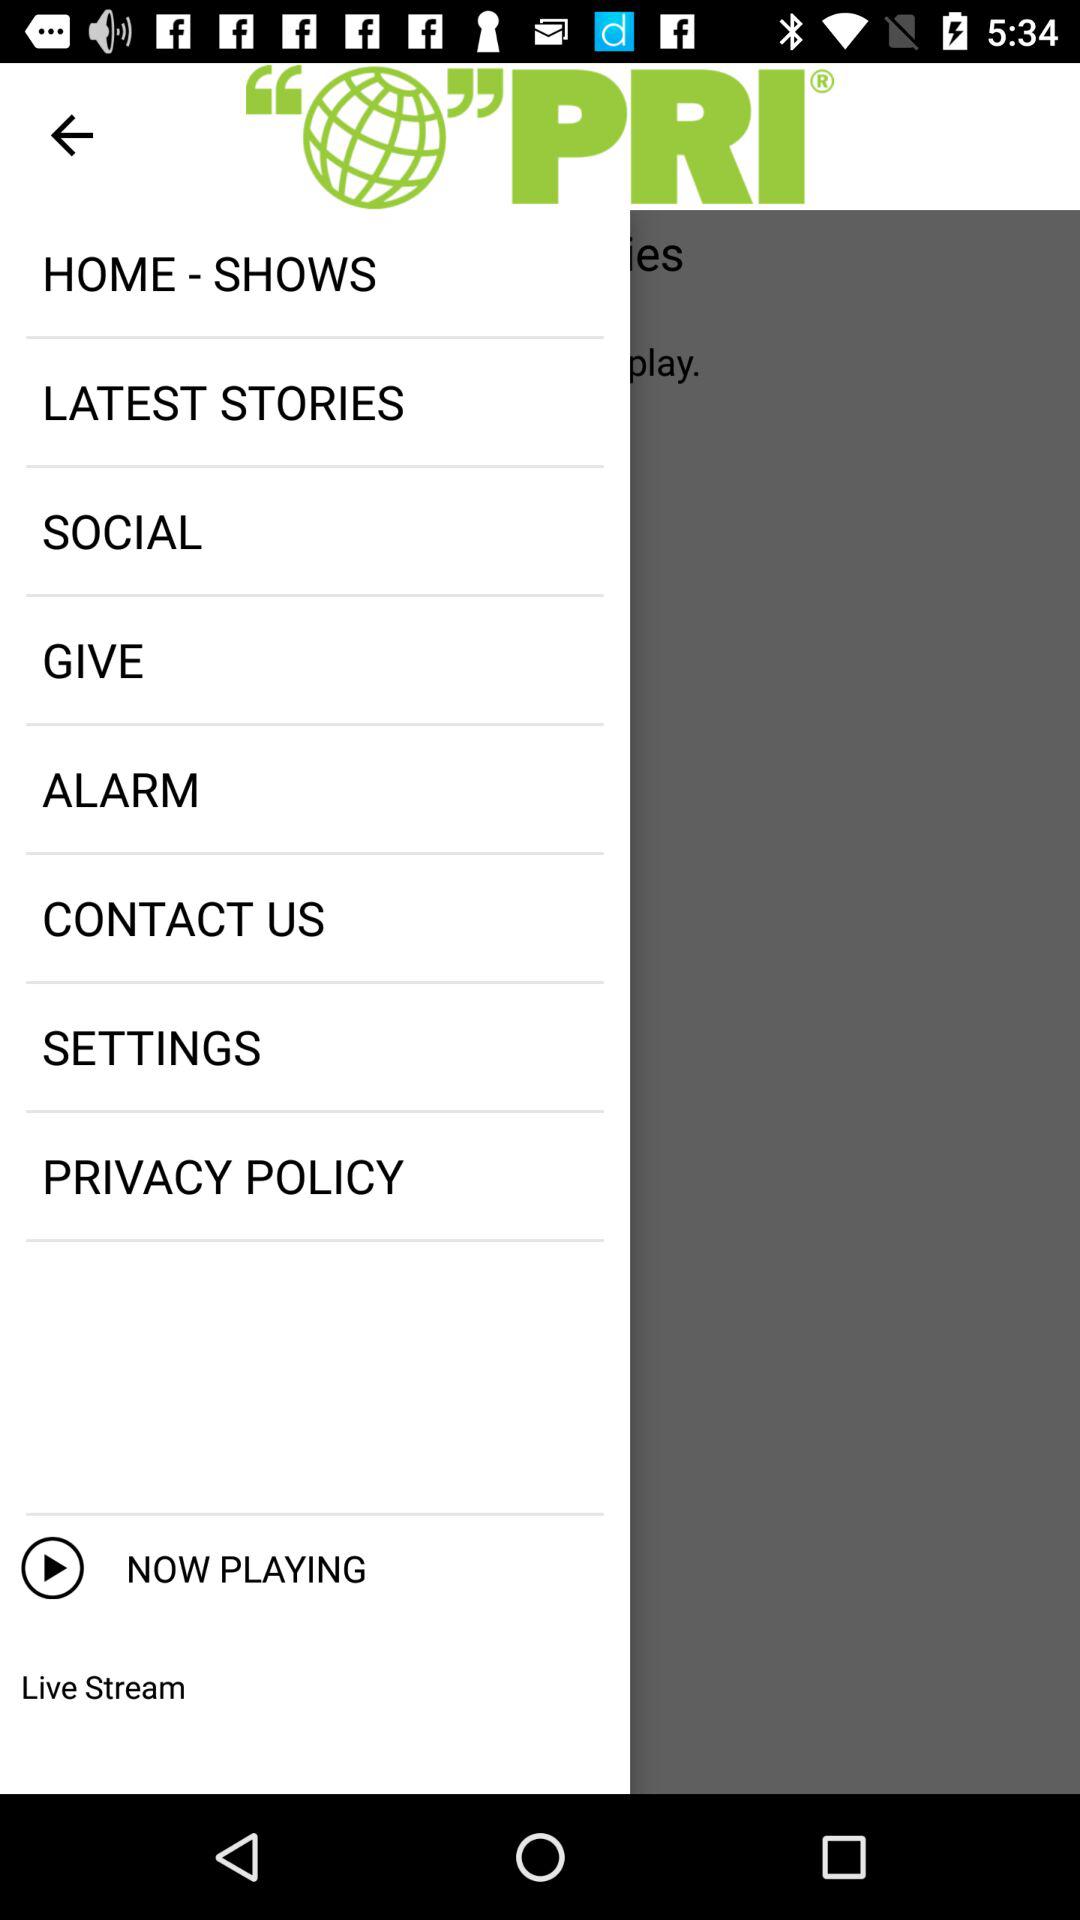 5:34
“ ”PRI®
HOME - SHOWS
ies
play.
LATEST STORIES
SOCIAL
GIVE
ALARM
CONTACT US
SETTINGS
PRIVACY POLICY
NOW PLAYING
Live Stream